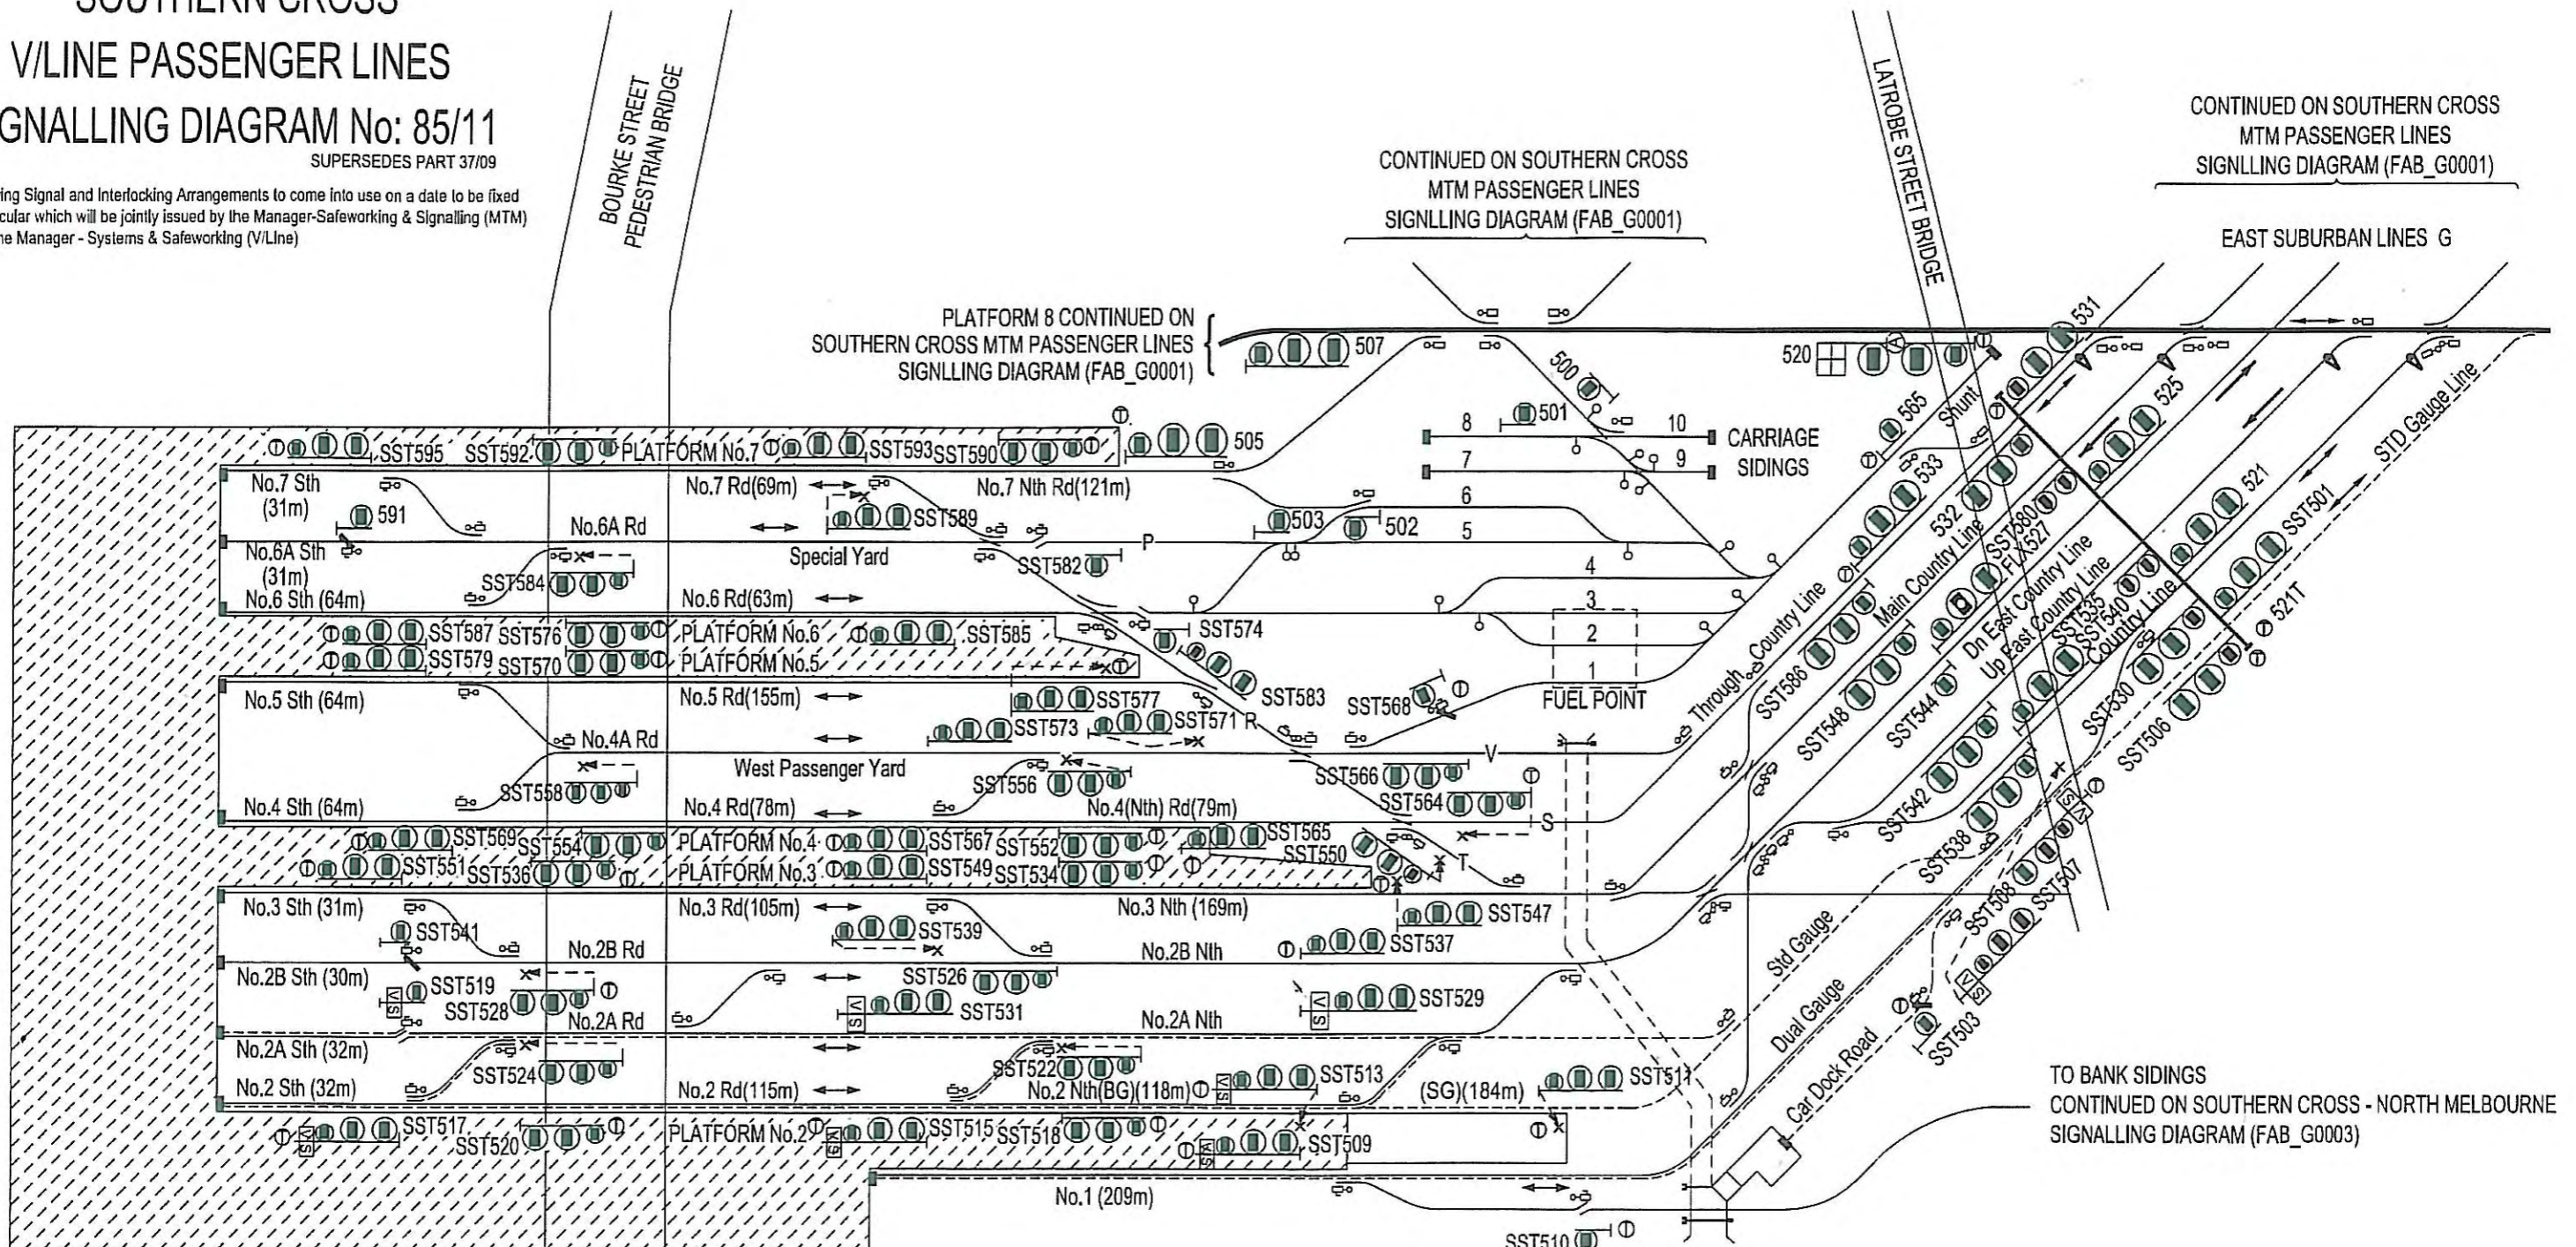 SOUTHERN CROSS
V/LINE PASSENGER LINES
GNALLING DIAGRAM No: 85/11
SUPERSEDES PART 37/09
ing Signal and Interlocking Arrangements to come into use on a date to be fixed
cular which will be jointly issued by the Manager-Safeworking & Signalling (MTM)
ne Manager - Systems & Safeworking (V/Line)
BOURKE STREET
PEDESTRIAN BRIDGE
LATROBE STREET BRIDGE
CONTINUED ON SOUTHERN CROSS
MTM PASSENGER LINES
SIGNLLING DIAGRAM (FAB_G0001)
CONTINUED ON SOUTHERN CROSS
MTM PASSENGER LINES
SIGNLLING DIAGRAM (FAB_G0001)
EAST SUBURBAN LINES G
PLATFORM 8 CONTINUED ON
SOUTHERN CROSS MTM PASSENGER LINES
SIGNLLING DIAGRAM (FAB_G0001)
507
500
520 A
531
565
Shunt
501
525
533
532
8
10
CARRIAGE
SIDINGS
7
9
SST595
SST592
PLATFORM No.7
SST593
SST590
505
No.7 Sth
(31m)
No.7 Rd(69m)
No.7 Nth Rd(121m)
6
591
No.6A Rd
SST589
503
502
5
P
No.6A Sth
(31m)
Special Yard
SST582
SST584
4
No.6 Sth (64m)
No.6 Rd(63m)
3
SST587
SST576
PLATFORM No.6
SST585
SST574
2
SST579
SST570
PLATFORM No.5
SST583
1
FUEL POINT
No.5 Sth (64m)
No.5 Rd(155m)
SST577
SST568
SST573
SST571 R
No.4A Rd
V
West Passenger Yard
SST558
SST556
SST566
SST564
No.4 Sth (64m)
No.4 Rd(78m)
No.4(Nth) Rd(79m)
S
SST569
SST554
PLATFORM No.4
SST567
SST552
SST565
SST550
T
SST551
SST536
PLATFORM No.3
SST549
SST534
No.3 Sth (31m)
No.3 Rd(105m)
No.3 Nth (169m)
SST547
SST541
SST539
SST537
No.2B Rd
No.2B Nth
No.2B Sth (30m)
SST519
SST528
SST526
SST531
SST529
No.2A Rd
No.2A Nth
No.2A Sth (32m)
SST524
SST522
SST513
SST511
No.2 Sth (32m)
No.2 Rd(115m)
No.2 Nth(BG)(118m)
(SG)(184m)
SST517
SST520
PLATFORM No.2
SST515
SST518
SST509
No.1 (209m)
SST510
Through Country Line
Main Country Line
SST580
FLX527
Dn East Country Line
Up East Country Line
SST535
SST540
Country Line
521
SST501
STD Gauge Line
521T
SST586
SST548
SST544
SST530
SST506
SST542
SST538
SST508
SST507
SST503
Std Gauge
Dual Gauge
Car Dock Road
TO BANK SIDINGS
CONTINUED ON SOUTHERN CROSS - NORTH MELBOURNE
SIGNALLING DIAGRAM (FAB_G0003)